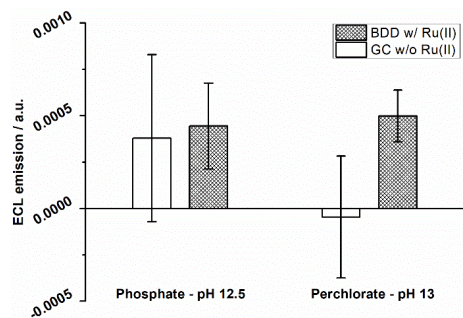 0.0010
BDD w/ Ru(II)
GC w/o Ru(II)
0.0005
0.0000
-0.0005
ECL emission / a.u.
Phosphate - pH 12.5
Perchlorate - pH 13